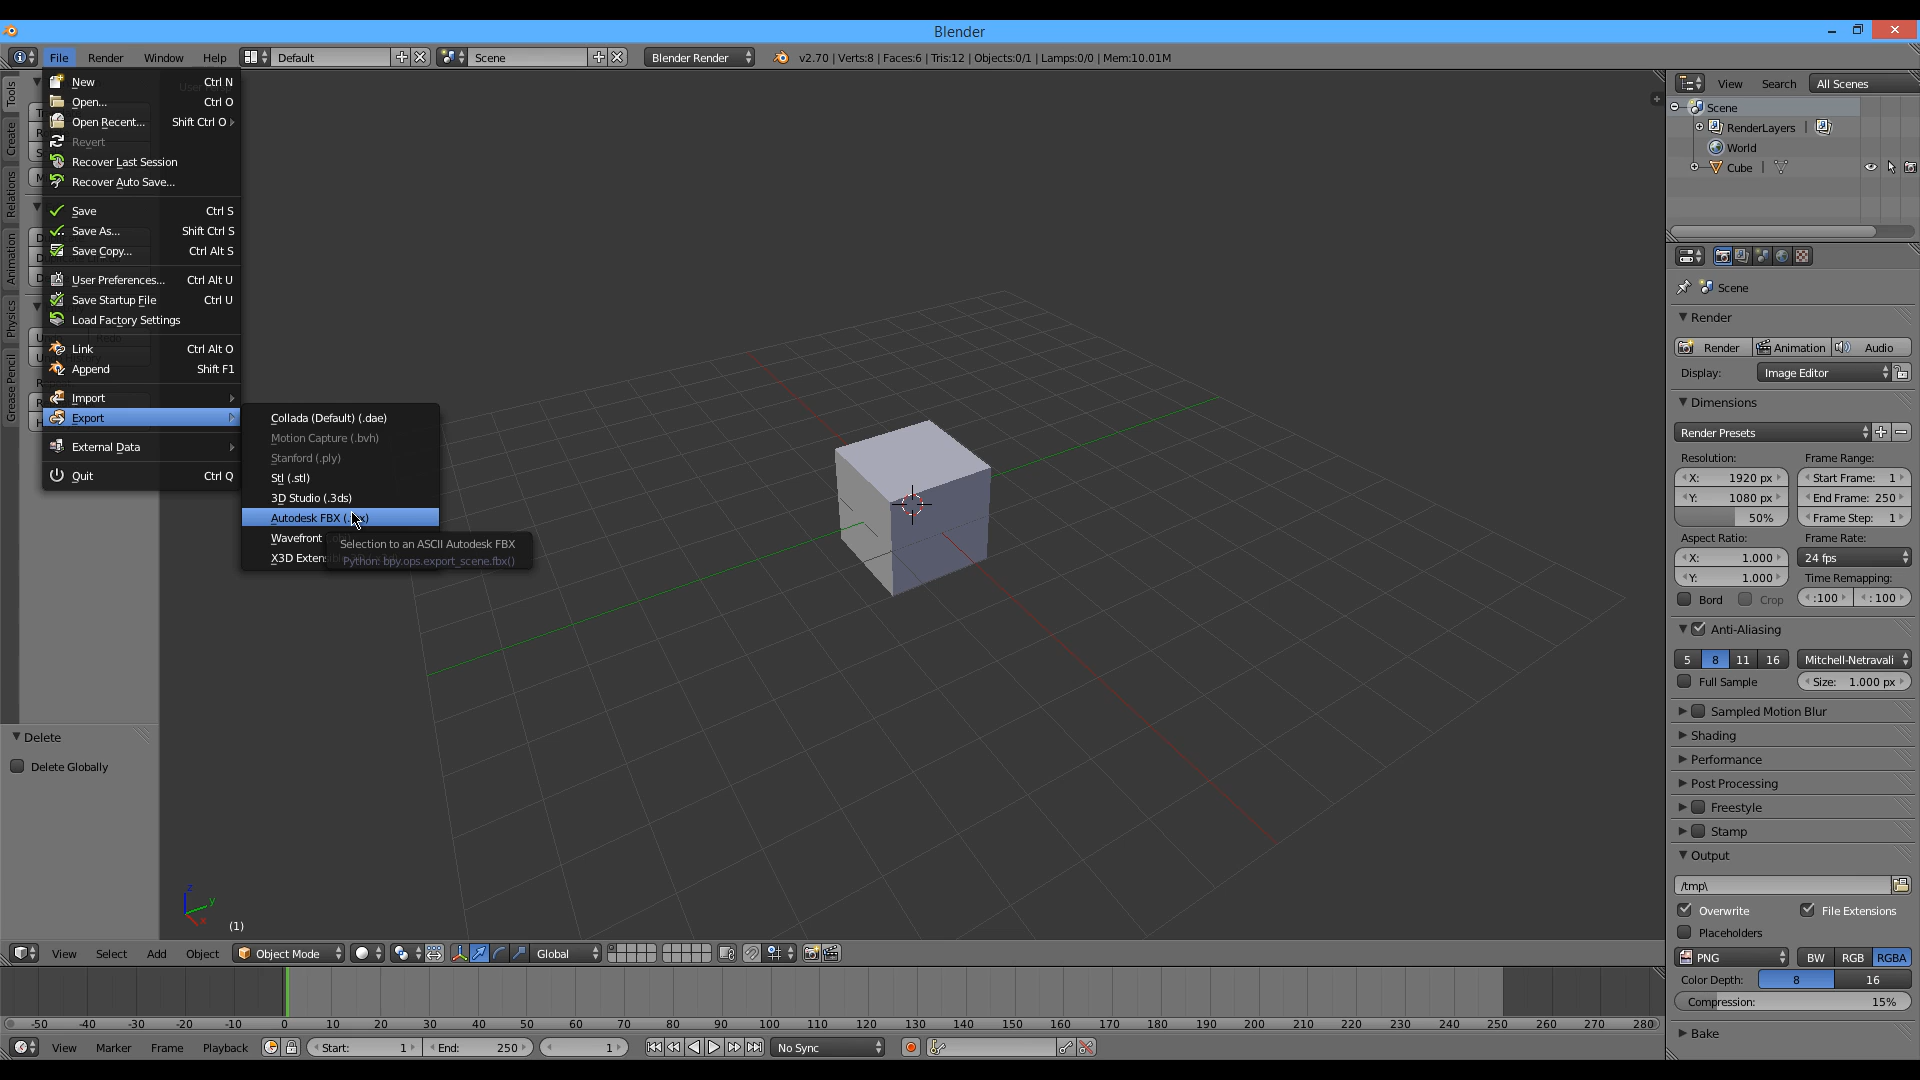 Blender
File Render Window Help Default Scene Blender Render v2.70 | Verts:8 | Faces:6 | Tris:12 | Objects:0/1 | Lamps:0/0 | Mem:10.01M
New Ctrl N
Open... Ctrl O
Open Recent... Shift Ctrl O
Revert
Recover Last Session
Recover Auto Save...
Save Ctrl S
Save As... Shift Ctrl S
Save Copy... Ctrl Alt S
User Preferences... Ctrl Alt U
Save Startup File Ctrl U
Load Factory Settings
Link Ctrl Alt O
Append Shift F1
Import
Export
External Data
Quit Ctrl Q
Collada (Default) (.dae)
Motion Capture (.bvh)
Stanford (.ply)
Stl (.stl)
3D Studio (.3ds)
Autodesk FBX
Wavefront
Selection to an ASCII Autodesk FBX
Python: bpy.ops.export_scene.fbx()
Tools
Create
Relations
Animation
Physics
Grease Pencil
Redo
Delete
Delete Globally
z
y
x
(1)
View Search All Scenes
Scene
RenderLayers |
World
Cube |
Scene
Render
Render Animation Audio
Display: Image Editor
Dimensions
Render Presets
Resolution: Frame Range:
X: 1920 px Start Frame: 1
Y: 1080 px End Frame: 250
50% Frame Step: 1
Aspect Ratio: Frame Rate:
X: 1.000 24 fps
Y: 1.000 Time Remapping:
Bord Crop :100 : 100
Anti-Aliasing
5 8 11 16 Mitchell-Netravali
Full Sample Size: 1.000 px
Sampled Motion Blur
Shading
Performance
Post Processing
Freestyle
Stamp
Output
/tmp\
Overwrite File Extensions
Placeholders
PNG BW RGB RGBA
Color Depth: 8 16
Compression: 15%
Bake
View Select Add Object Object Mode Global
-50 -40 -30 -20 -10 0 10 20 30 40 50 60 70 80 90 100 110 120 130 140 150 160 170 180 190 200 210 220 230 240 250 260 270 280
View Marker Frame Playback Start: 1 End: 250 1 No Sync